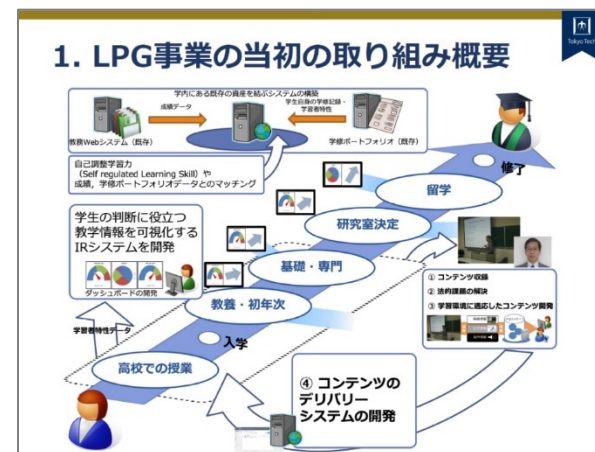 Tokyo Tech
1. LPG事業の当初の取り組み概要
学内にある既存の資産を結ぶシステムの構築
成績データ
学生自身の学修記録・
学習者特性
教務Webシステム（既存）
学修ポートフォリオ（既存）
自己調整学習力
（Self regulated Learning Skill）や
成績，学修ポートフォリオデータとのマッチング
修了
留学
研究室決定
学生の判断に役立つ
教学情報を可視化する
IRシステムを開発
ダッシュボードの開発
基礎・専門
教養・初年次
① コンテンツ収録
② 法的課題の解決
③ 学習環境に適応したコンテンツ開発
学習者特性データ
入学
高校での授業
④ コンテンツの
デリバリー
システムの開発